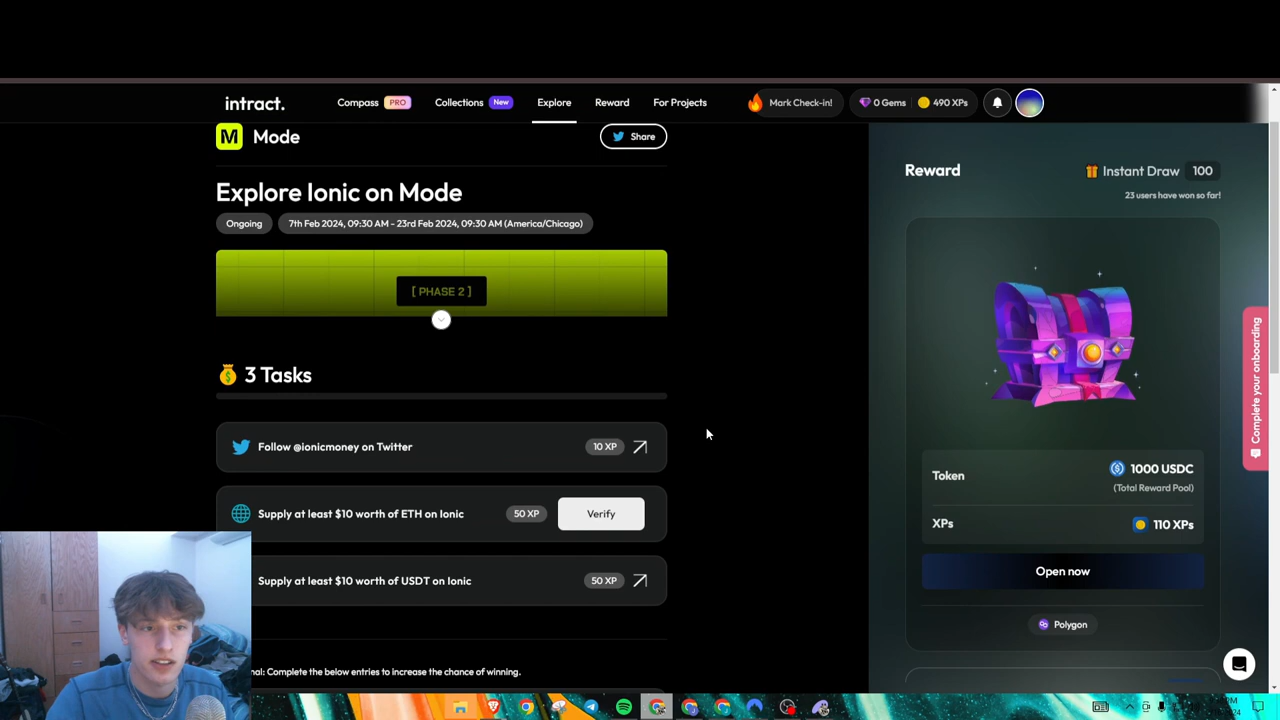 intract.
Compass PRO
Collections New
Explore
Reward
For Projects
Mark Check-in!
0 Gems 490 XPs
M Mode
Share
Explore Ionic on Mode
Ongoing
7th Feb 2024, 09:30 AM - 23rd Feb 2024, 09:30 AM (America/Chicago)
[ PHASE 2 ]
3 Tasks
Follow @ionicmoney on Twitter 10 XP
Supply at least $10 worth of ETH on Ionic 50 XP Verify
Supply at least $10 worth of USDT on Ionic 50 XP
Complete the below entries to increase the chance of winning.
Reward
Instant Draw 100
23 users have won so far!
Token 1000 USDC
(Total Reward Pool)
XPs 110 XPs
Open now
Polygon
Complete your onboarding